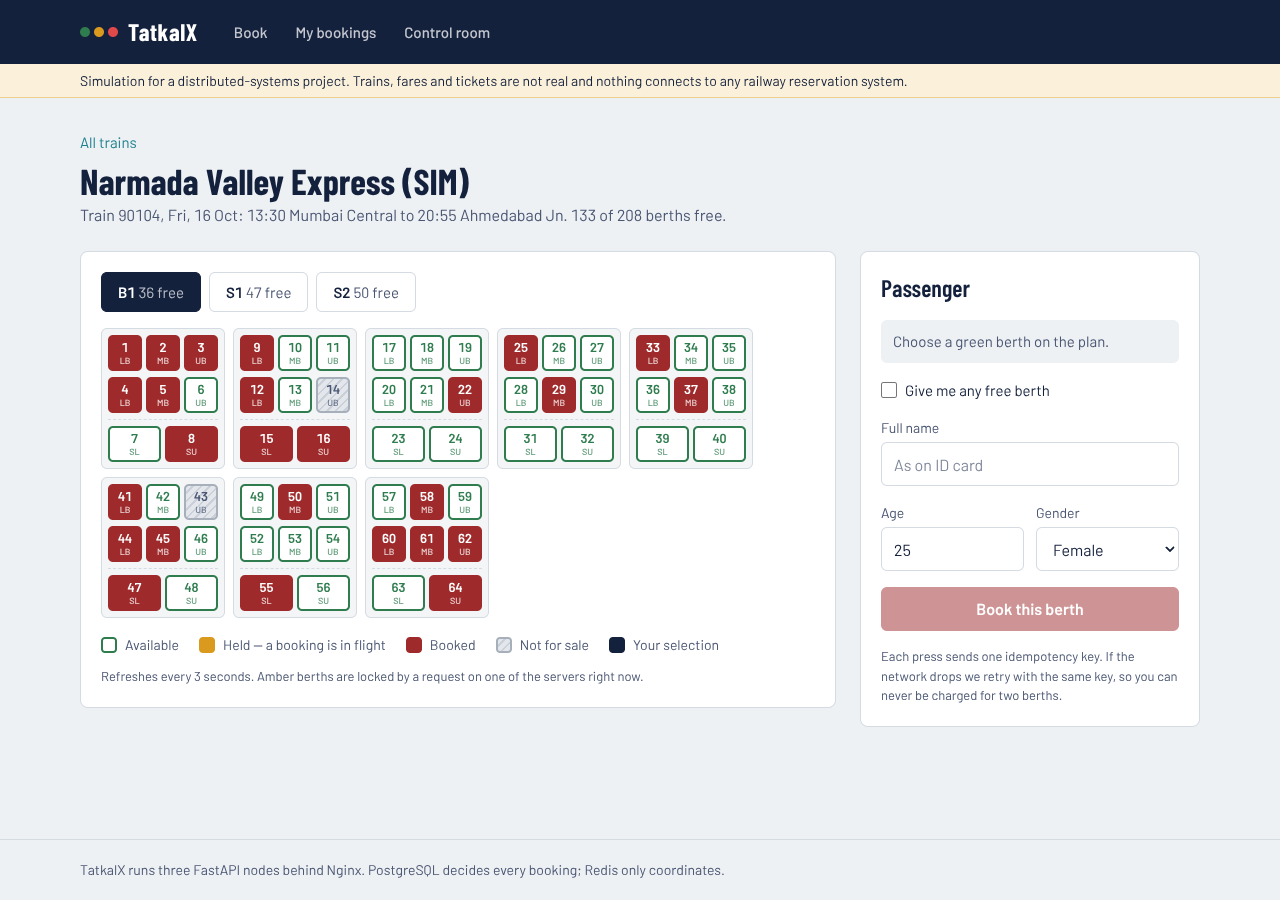 TatkalX Book My bookings Control room
Simulation for a distributed-systems project. Trains, fares and tickets are not real and nothing connects to any railway reservation system.
All trains
Narmada Valley Express (SIM)
Train 90104, Fri, 16 Oct: 13:30 Mumbai Central to 20:55 Ahmedabad Jn. 133 of 208 berths free.
B1 36 free S1 47 free S2 50 free
1 2 3 9 10 11 17 18 19 25 26 27 33 34 35
LB MB UB LB MB UB LB MB UB LB MB UB LB MB UB
4 5 6 12 13 14 20 21 22 28 29 30 36 37 38
LB MB UB LB MB UB LB MB UB LB MB UB LB MB UB
7 8 15 16 23 24 31 32 39 40
SL SU SL SU SL SU SL SU SL SU
41 42 43 49 50 51 57 58 59
LB MB UB LB MB UB LB MB UB
44 45 46 52 53 54 60 61 62
LB MB UB LB MB UB LB MB UB
47 48 55 56 63 64
SL SU SL SU SL SU
Available Held — a booking is in flight Booked Not for sale Your selection
Refreshes every 3 seconds. Amber berths are locked by a request on one of the servers right now.
Passenger
Choose a green berth on the plan.
Give me any free berth
Full name
As on ID card
Age Gender
25 Female
Book this berth
Each press sends one idempotency key. If the
network drops we retry with the same key, so you can
never be charged for two berths.
TatkalX runs three FastAPI nodes behind Nginx. PostgreSQL decides every booking; Redis only coordinates.